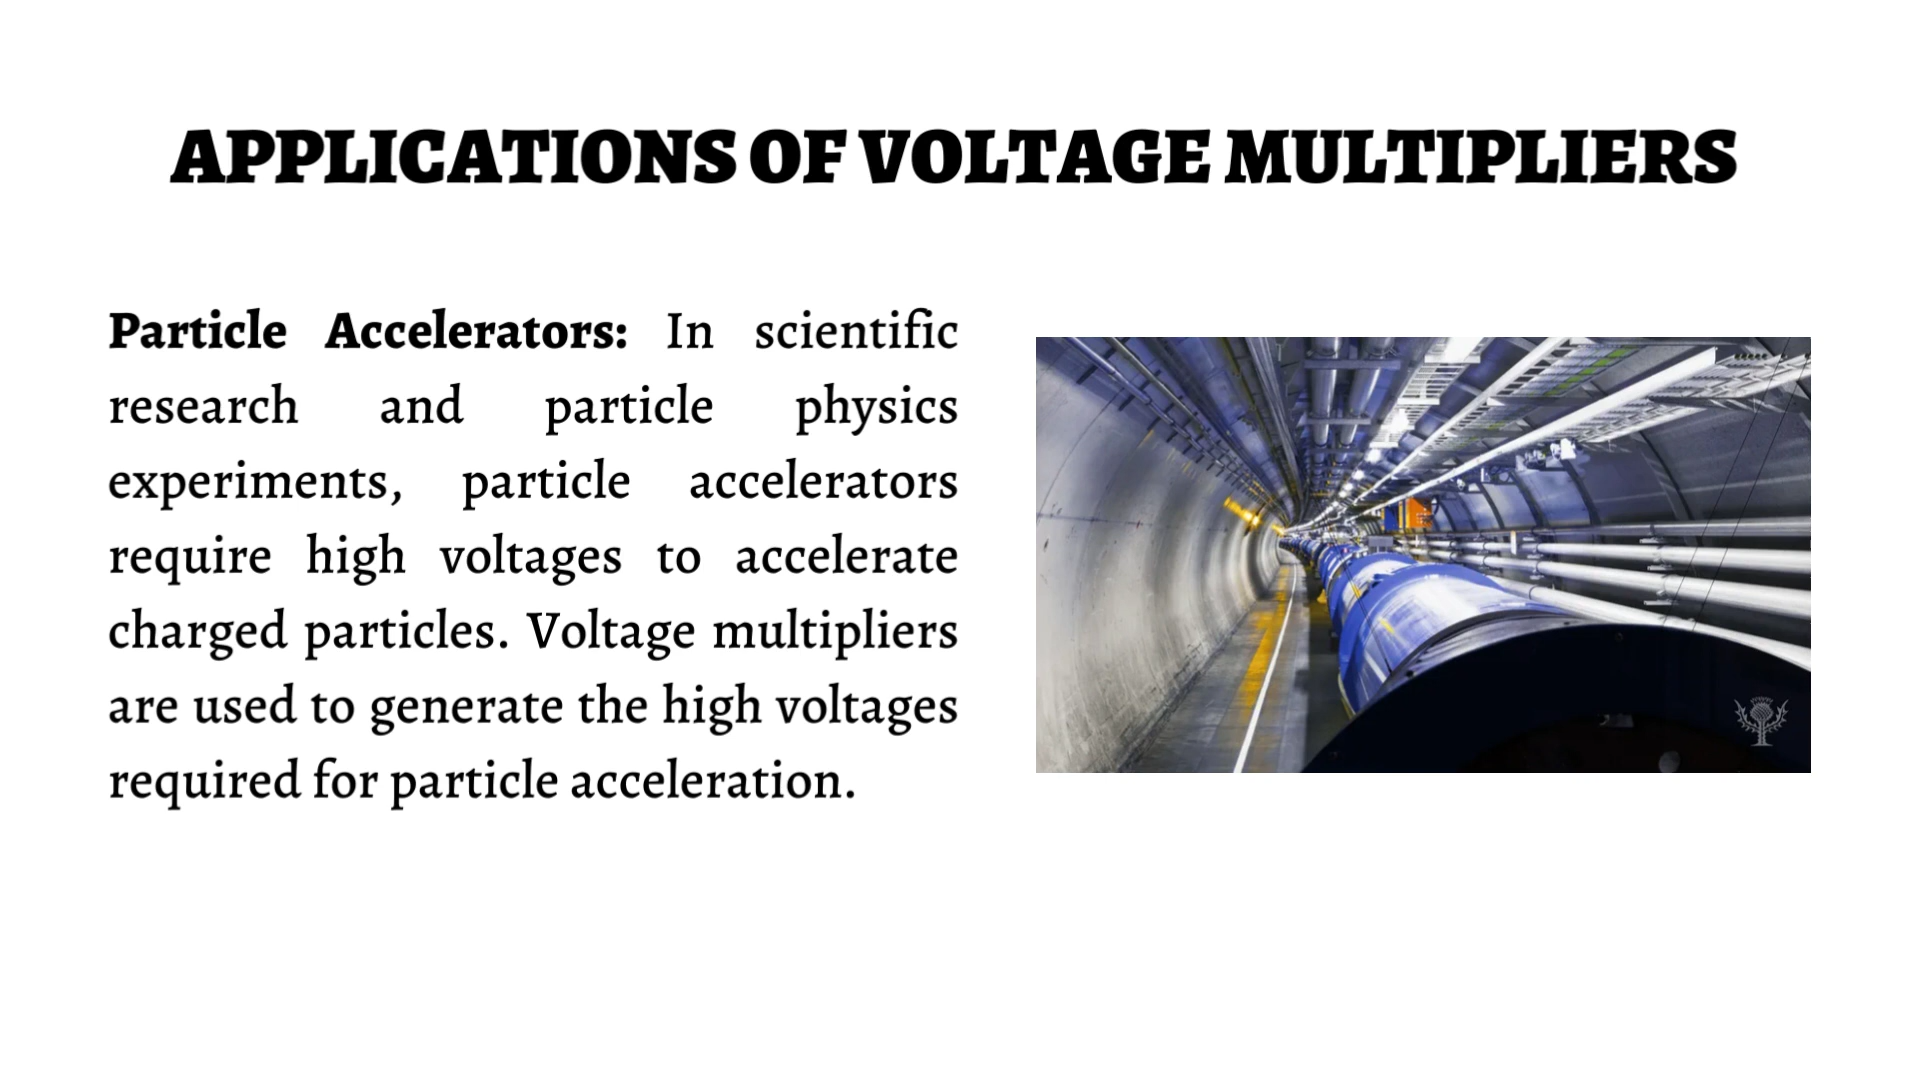 APPLICATIONS OF VOLTAGE MULTIPLIERS
Particle Accelerators: In scientific
research and particle physics
experiments, particle accelerators
require high voltages to accelerate
charged particles. Voltage multipliers
are used to generate the high voltages
required for particle acceleration.